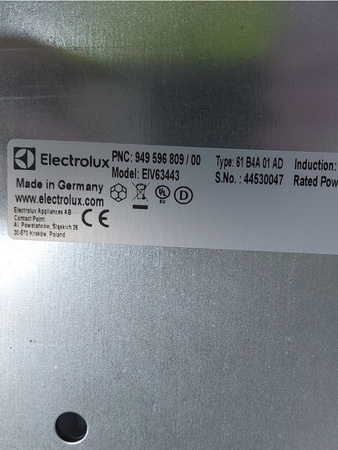 Electrolux
PNC: 949 596 809 / 00
Type: 61 B4A 01 AD
Induction:
Model: EIV63443
S.No.: 44530047
Rated Pow
Made in Germany
www.electrolux.com
Electrolux Appliances AB
Contact Point:
Al. Powstańców, Śląskich 26
30-570 Kraków, Poland
CE
D